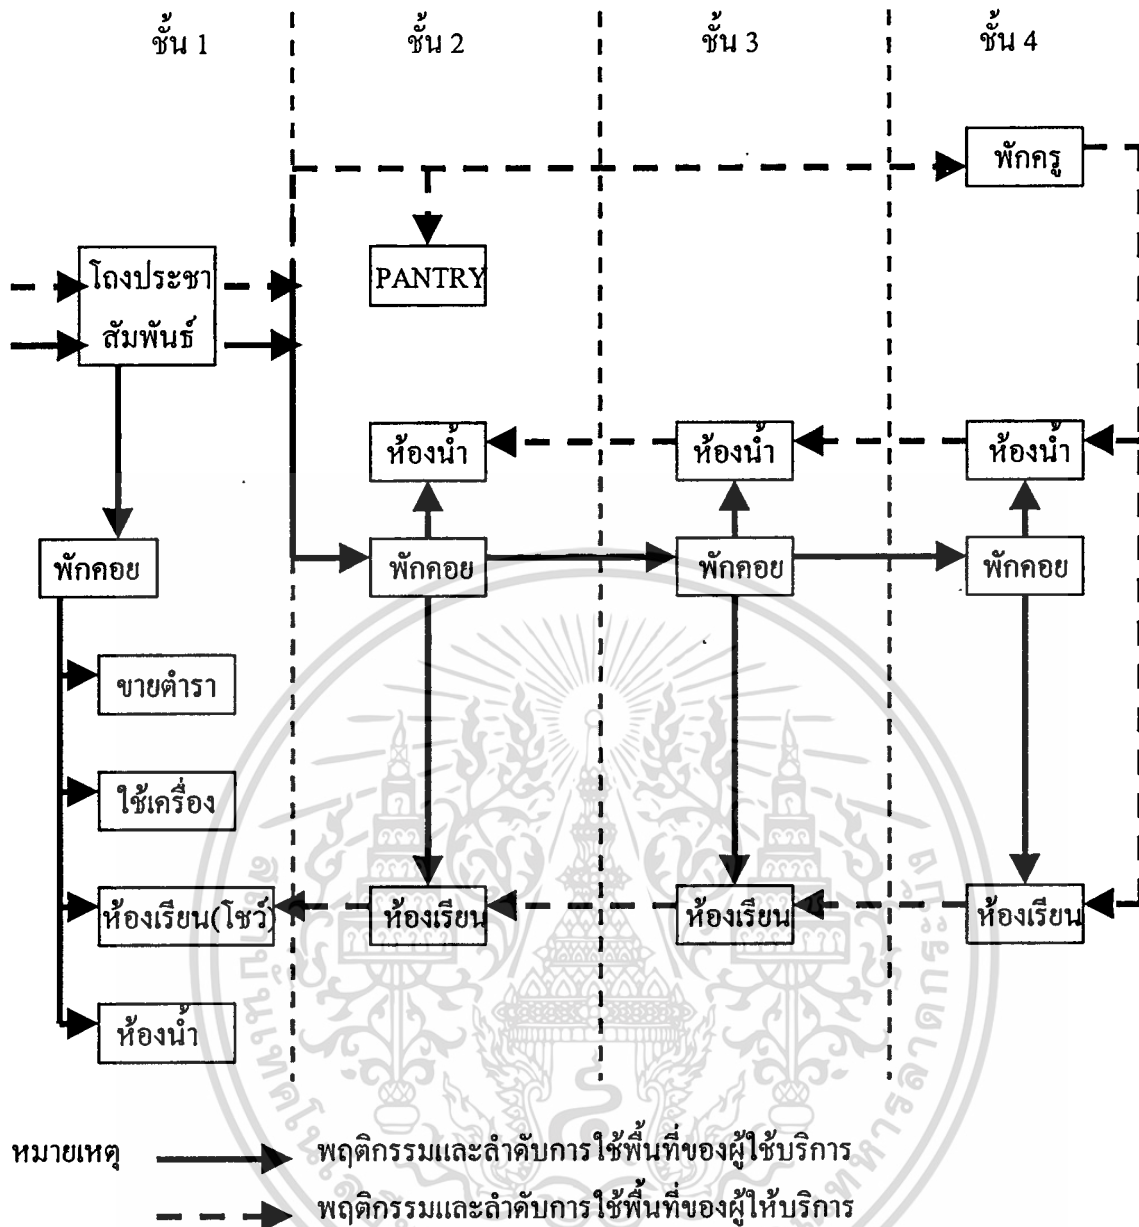 ชั้น 1 ชั้น 2 ชั้น 3 ชั้น 4
พักครู
PANTRY
โถงประชา
สัมพันธ์
ห้องน้ำ ห้องน้ำ ห้องน้ำ
พักคอย พักคอย พักคอย พักคอย
ขายตำรา
ใช้เครื่อง
ห้องเรียน(โชว์) ห้องเรียน ห้องเรียน ห้องเรียน
ห้องน้ำ
หมายเหตุ พฤติกรรมและลำดับการใช้พื้นที่ของผู้ใช้บริการ
พฤติกรรมและลำดับการใช้พื้นที่ของผู้ให้บริการ